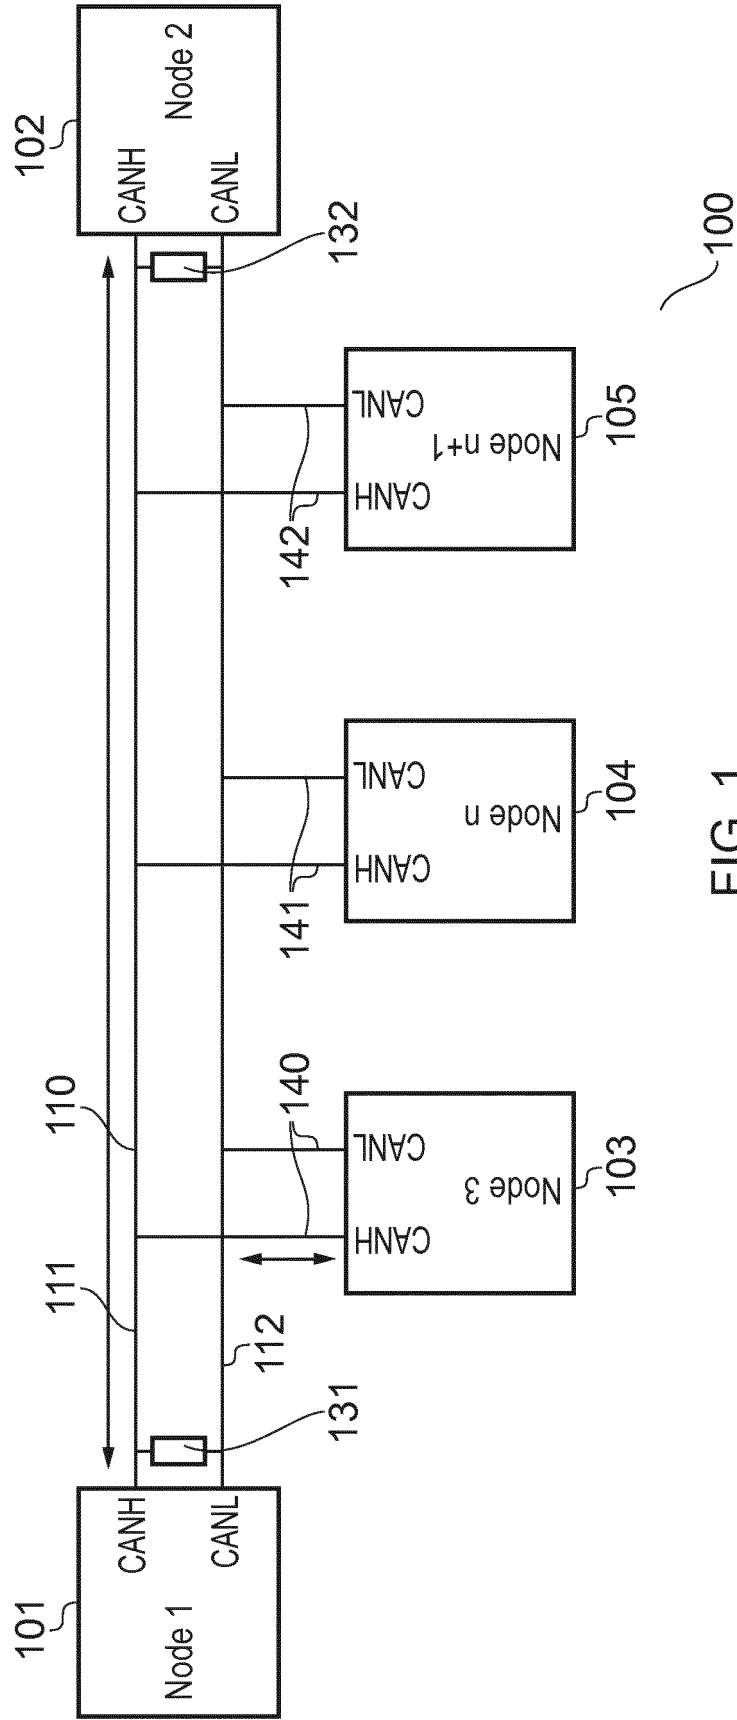 101
Node 1
CANH
CANL
111
110
112
131
102
CANH
CANL
Node 2
132
140
CANH
CANL
Node 3
103
141
CANH
CANL
Node n
104
142
CANH
CANL
Node n+1
105
100
FIG. 1